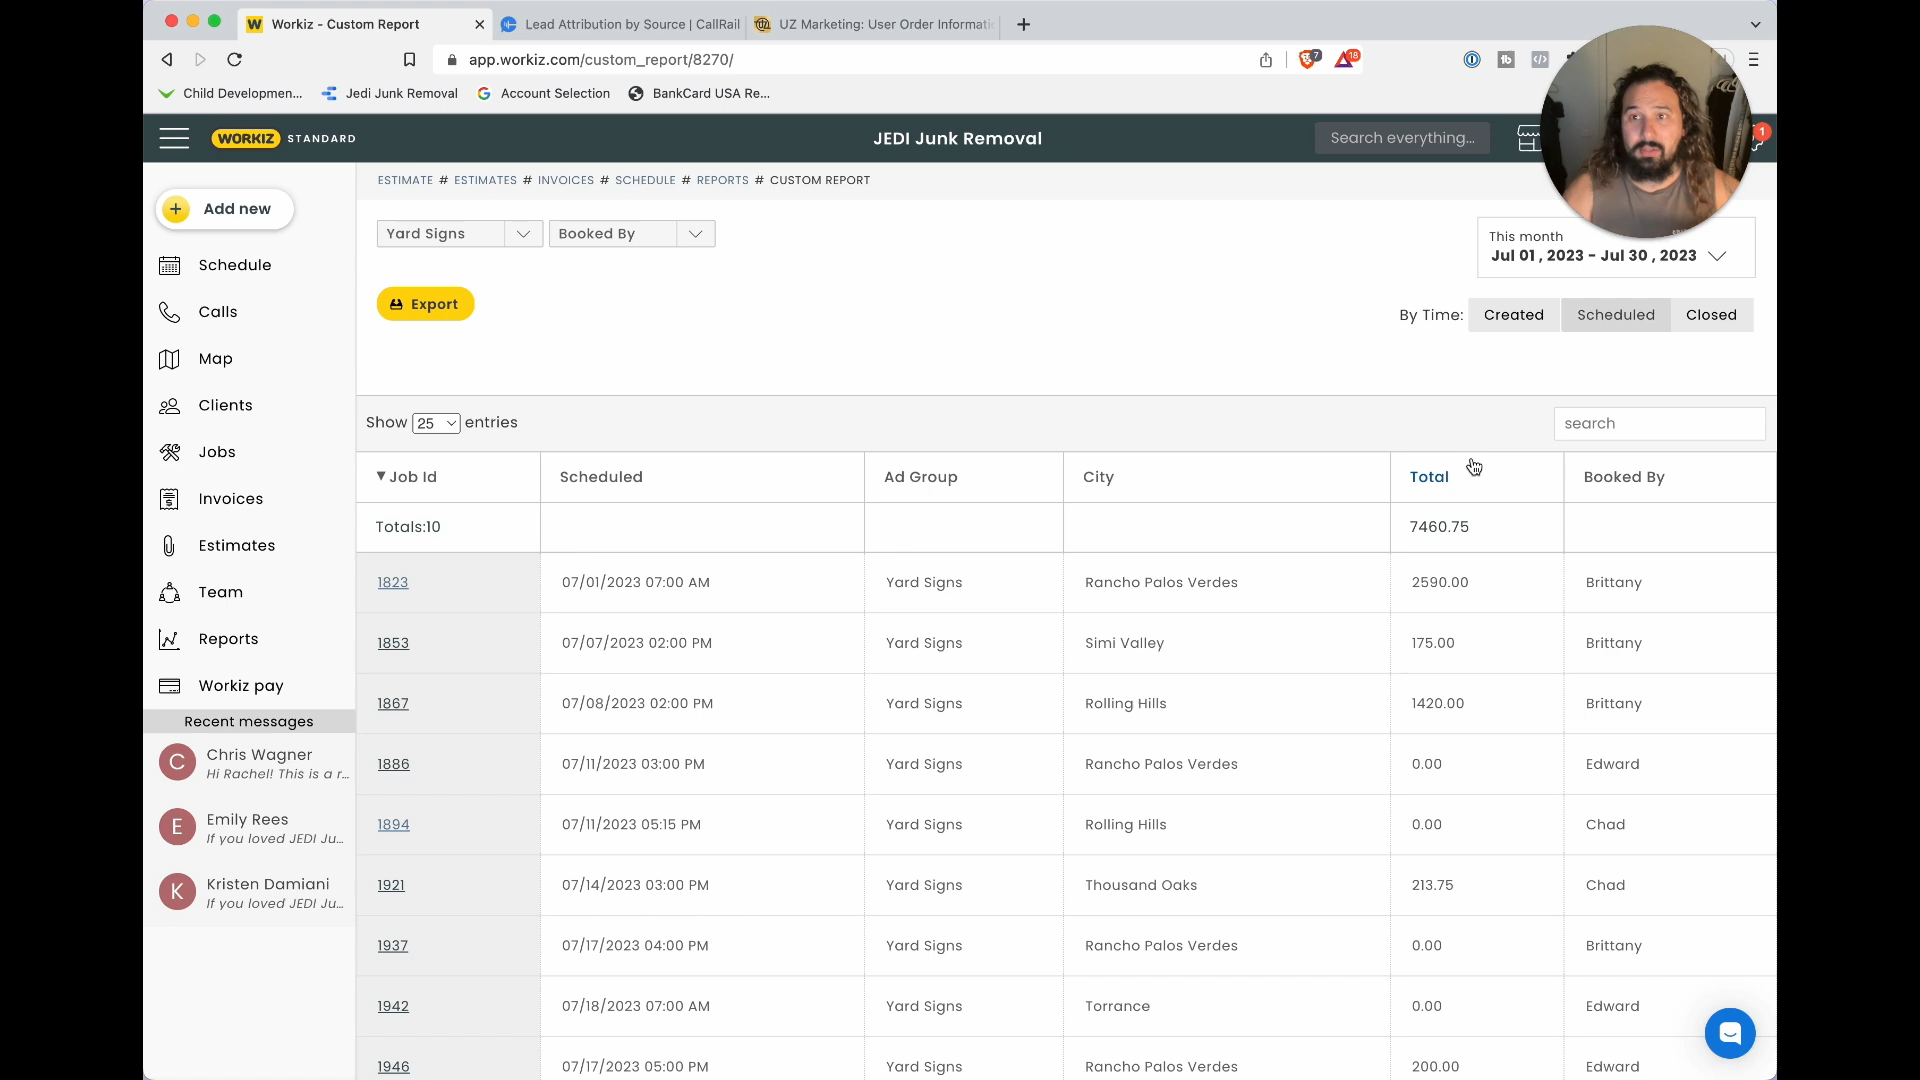 Workiz - Custom Report
Lead Attribution by Source | CallRail
UZ Marketing: User Order Informati
app.workiz.com/custom_report/8270/
7
18
Child Developmen...
Jedi Junk Removal
Account Selection
BankCard USA Re...
WORKIZ STANDARD
JEDI Junk Removal
Search everything...
1
ESTIMATE # ESTIMATES # INVOICES # SCHEDULE # REPORTS # CUSTOM REPORT
Add new
Schedule
Calls
Map
Clients
Jobs
Invoices
Estimates
Team
Reports
Workiz pay
Recent messages
C
Chris Wagner
Hi Rachel! This is a r...
E
Emily Rees
If you loved JEDI Ju...
K
Kristen Damiani
If you loved JEDI Ju...
Yard Signs
Booked By
This month
Jul 01 , 2023 - Jul 30 , 2023
Export
By Time: Created Scheduled Closed
Show 25 entries
search
Job Id Scheduled Ad Group City Total Booked By
Totals:10 7460.75
1823 07/01/2023 07:00 AM Yard Signs Rancho Palos Verdes 2590.00 Brittany
1853 07/07/2023 02:00 PM Yard Signs Simi Valley 175.00 Brittany
1867 07/08/2023 02:00 PM Yard Signs Rolling Hills 1420.00 Brittany
1886 07/11/2023 03:00 PM Yard Signs Rancho Palos Verdes 0.00 Edward
1894 07/11/2023 05:15 PM Yard Signs Rolling Hills 0.00 Chad
1921 07/14/2023 03:00 PM Yard Signs Thousand Oaks 213.75 Chad
1937 07/17/2023 04:00 PM Yard Signs Rancho Palos Verdes 0.00 Brittany
1942 07/18/2023 07:00 AM Yard Signs Torrance 0.00 Edward
1946 07/17/2023 05:00 PM Yard Signs Rancho Palos Verdes 200.00 Edward